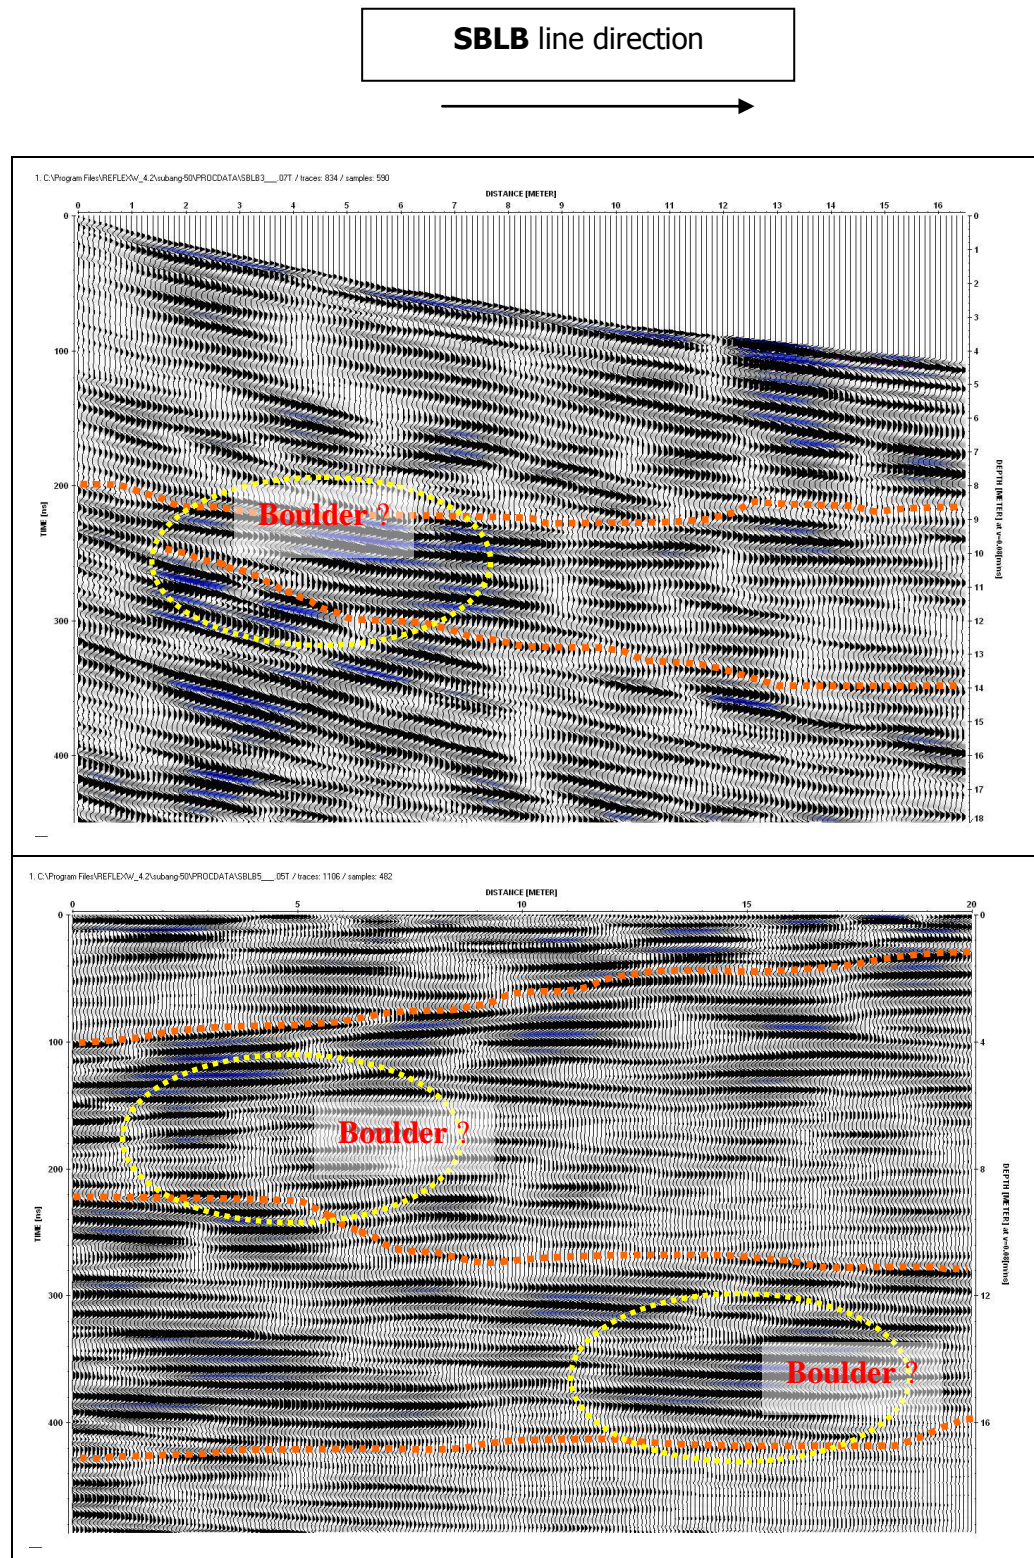 SBLB line direction
1. C:\Program Files\REFLEXW_4.2\subang-50\PROCDATA\SBLB3___.07T / traces: 834 / samples: 590
DISTANCE [METER]
0 1 2 3 4 5 6 7 8 9 10 11 12 13 14 15 16
0
100
200
300
400
TIME [ns]
Boulder ?
0
1
2
3
4
5
6
7
8
9
10
11
12
13
14
15
16
17
18
DEPTH [METER] at v=0.08[m/ns]
1. C:\Program Files\REFLEXW_4.2\subang-50\PROCDATA\SBLB5___.05T / traces: 1106 / samples: 482
DISTANCE [METER]
0 5 10 15 20
0
100
200
300
400
TIME [ns]
Boulder ?
Boulder ?
0
4
8
12
16
DEPTH [METER] at v=0.08[m/ns]